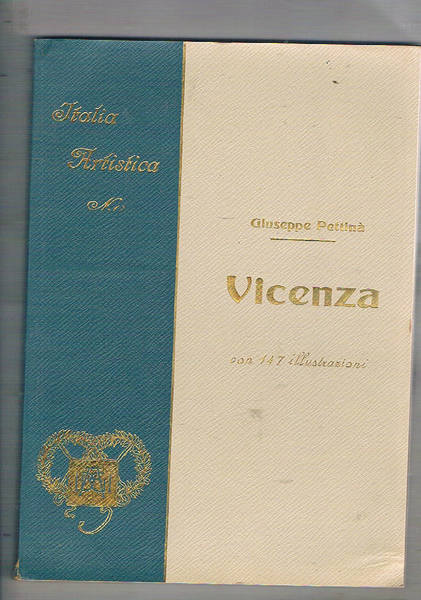 Italia
Artistica
Giuseppe Pettinà
Vicenza
con 147 illustrazioni